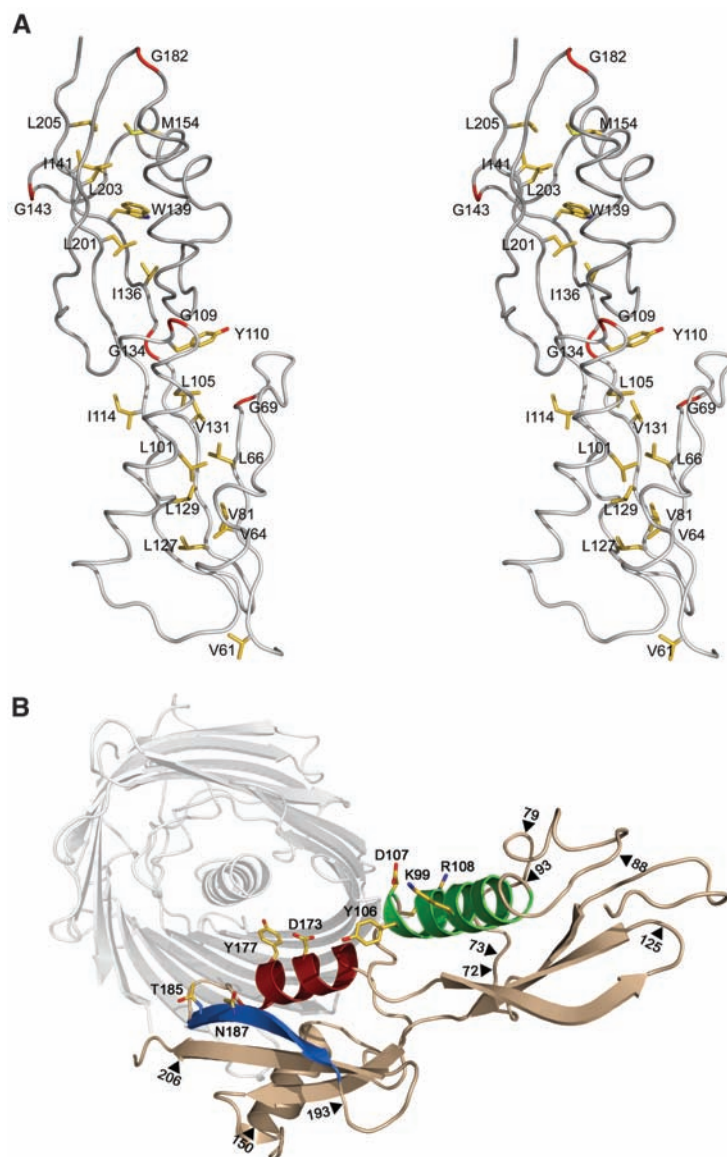 A
G182
L205
M154
I141
L203
G143
W139
L201
I136
G109
G134
Y110
L105
I114
G69
V131
L101
L66
L129
V81
V64
L127
V61
G182
L205
M154
I141
L203
G143
W139
L201
I136
G109
G134
Y110
L105
I114
G69
V131
L101
L66
L129
V81
V64
L127
V61
B
79
D107
R108
K99
93
88
Y106
D173
Y177
73
125
72
T185
N187
206
193
150